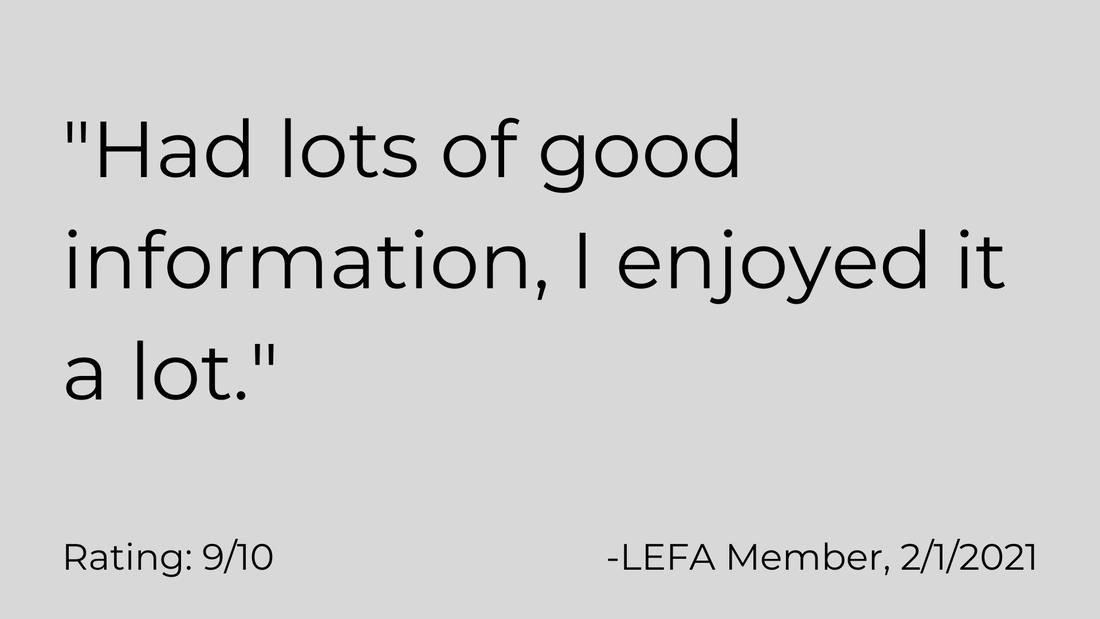 "Had lots of good
information, I enjoyed it
a lot."
Rating: 9/10
-LEFA Member, 2/1/2021